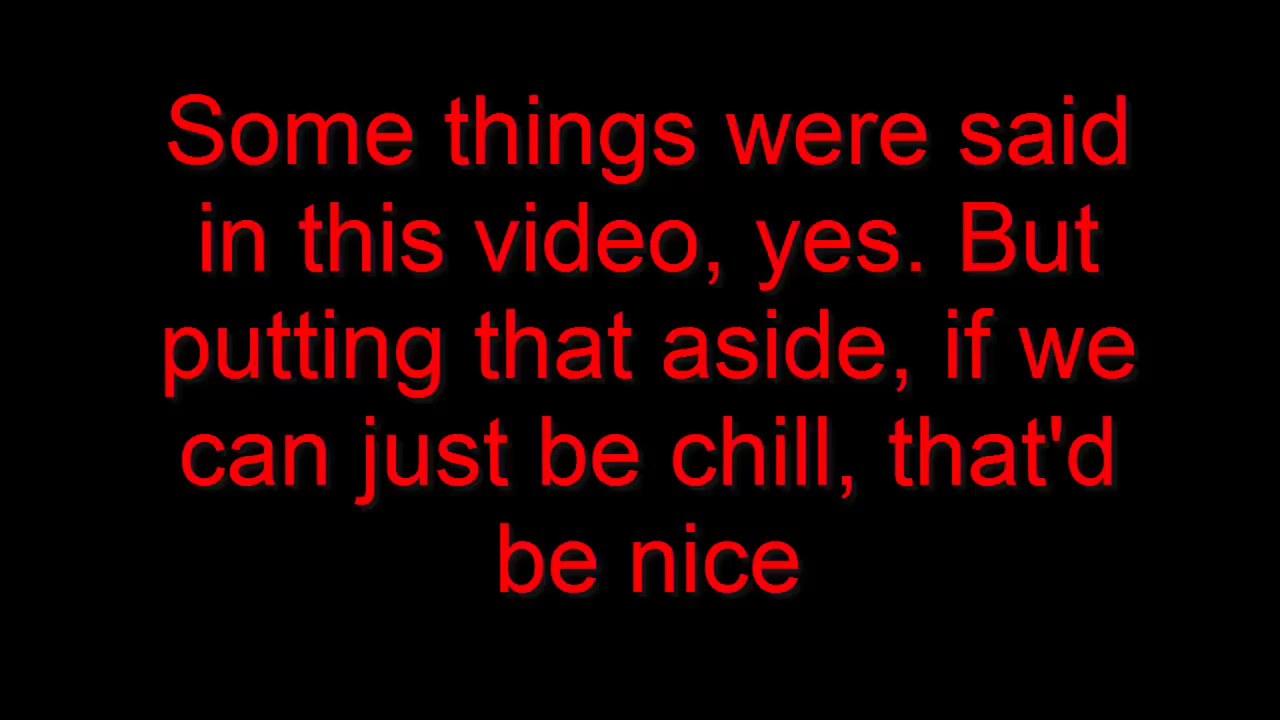 Some things were said
in this video, yes. But
putting that aside, if we
can just be chill, that'd
be nice